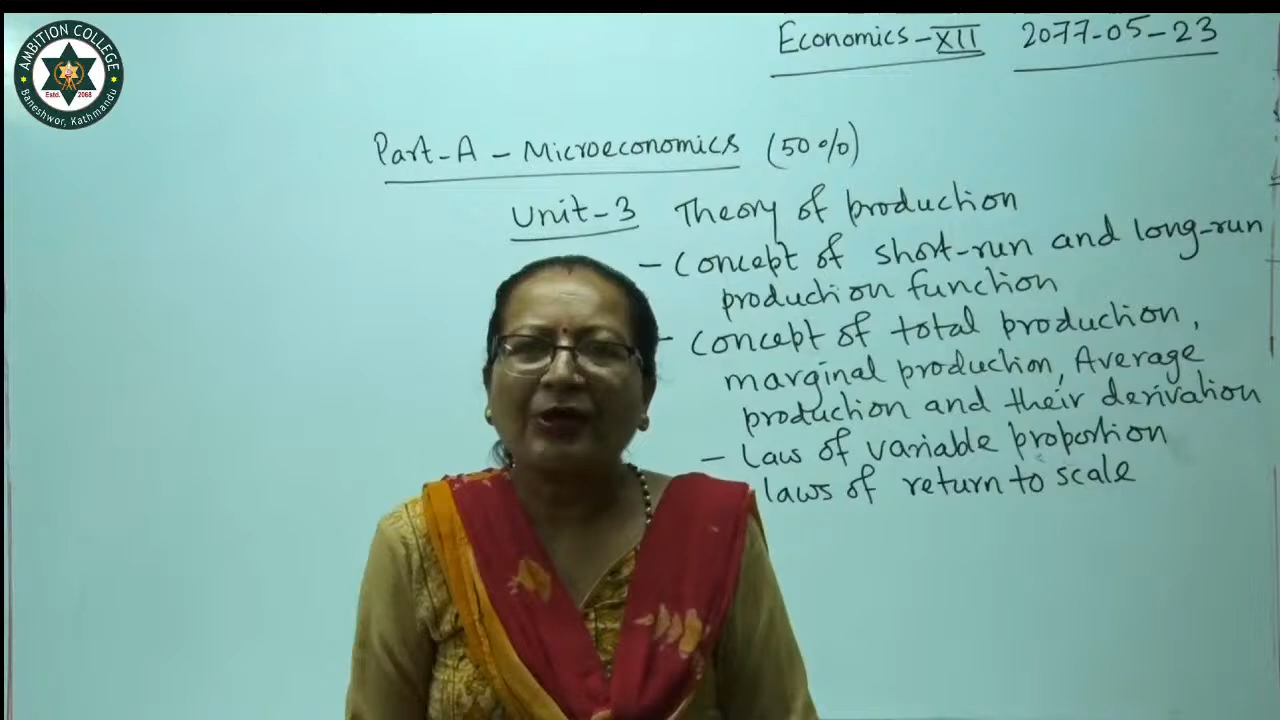 AMBITION COLLEGE
Estd. 2068
Baneshwor, Kathmandu
Economics-XII 2077-05-23
Part-A - Microeconomics (50%)
Unit-3 Theory of production
- Concept of short-run and long-run
production function
- Concept of total production,
marginal production, Average
production and their derivation
- Law of variable proportion
laws of return to scale